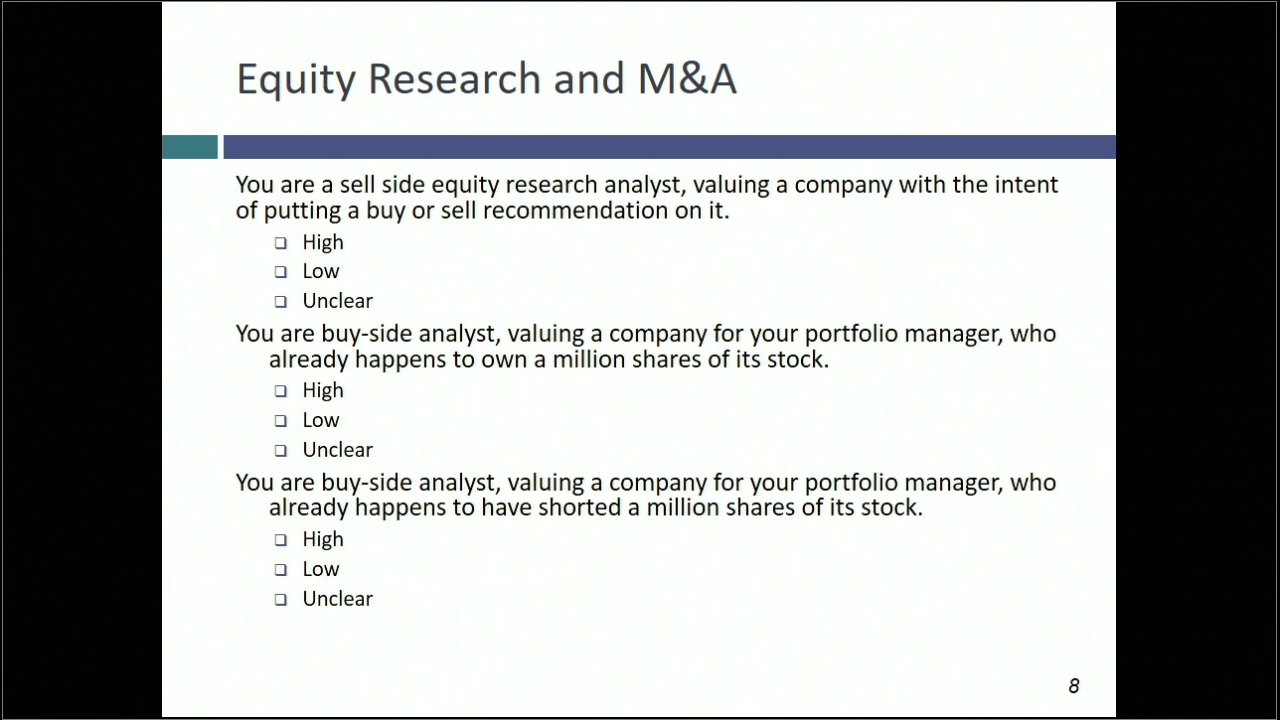 Equity Research and M&A
You are a sell side equity research analyst, valuing a company with the intent
of putting a buy or sell recommendation on it.
High
Low
Unclear
You are buy-side analyst, valuing a company for your portfolio manager, who
already happens to own a million shares of its stock.
High
Low
Unclear
You are buy-side analyst, valuing a company for your portfolio manager, who
already happens to have shorted a million shares of its stock.
High
Low
Unclear
8